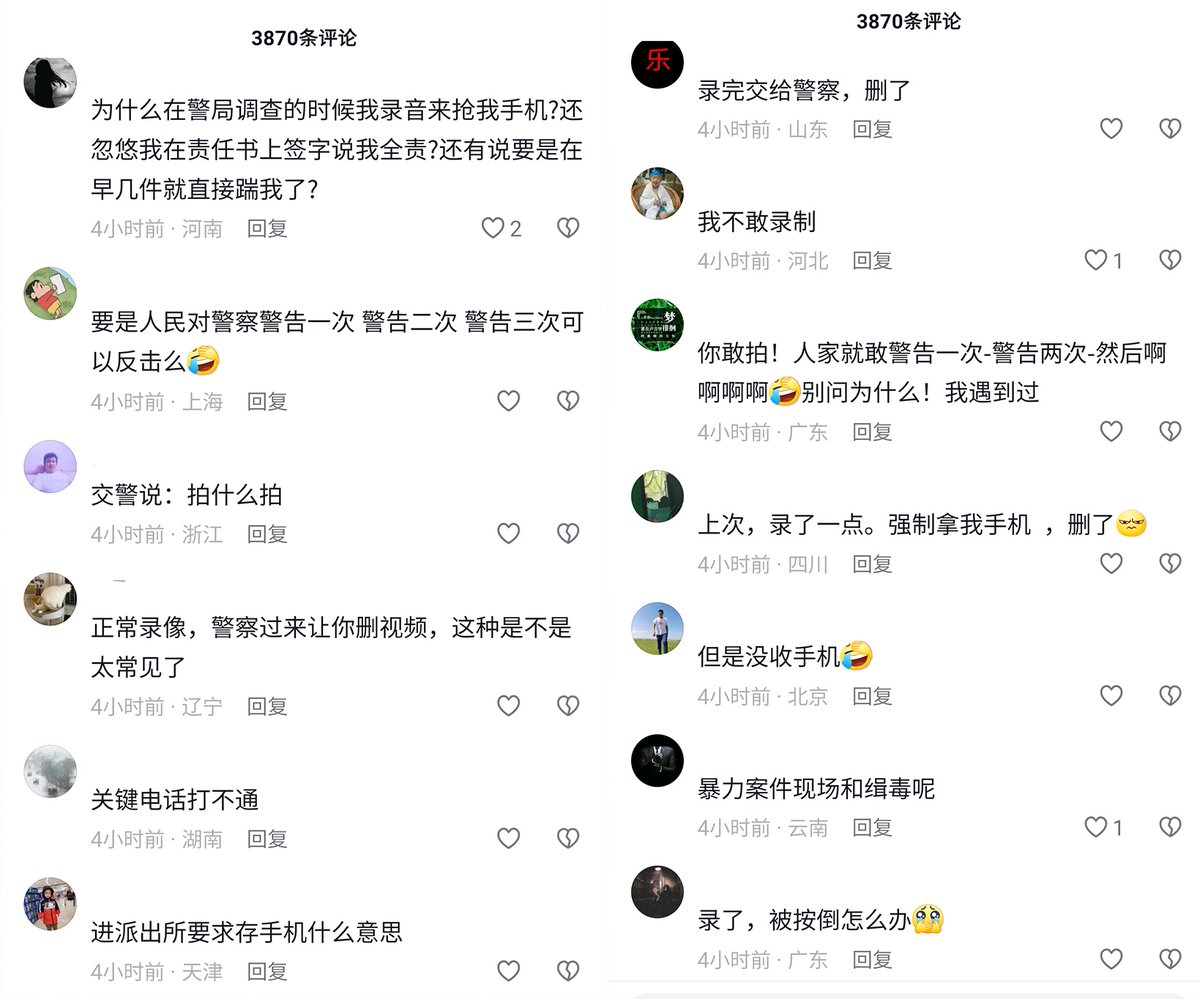 3870条评论
为什么在警局调查的时候我录音来抢我手机?还
忽悠我在责任书上签字说我全责?还有说要是在
早几件就直接踹我了?
4小时前 · 河南 回复 2
要是人民对警察警告一次 警告二次 警告三次可
以反击么🤣
4小时前 · 上海 回复
交警说：拍什么拍
4小时前 · 浙江 回复
正常录像，警察过来让你删视频，这种是不是
太常见了
4小时前 · 辽宁 回复
关键电话打不通
4小时前 · 湖南 回复
进派出所要求存手机什么意思
4小时前 · 天津 回复
3870条评论
乐
录完交给警察，删了
4小时前 · 山东 回复
我不敢录制
4小时前 · 河北 回复 1
梦
你敢拍！人家就敢警告一次-警告两次-然后啊
啊啊啊🤣别问为什么！我遇到过
4小时前 · 广东 回复
上次，录了一点。强制拿我手机 ，删了
4小时前 · 四川 回复
但是没收手机🤣
4小时前 · 北京 回复
暴力案件现场和缉毒呢
4小时前 · 云南 回复 1
录了，被按倒怎么办🥹
4小时前 · 广东 回复